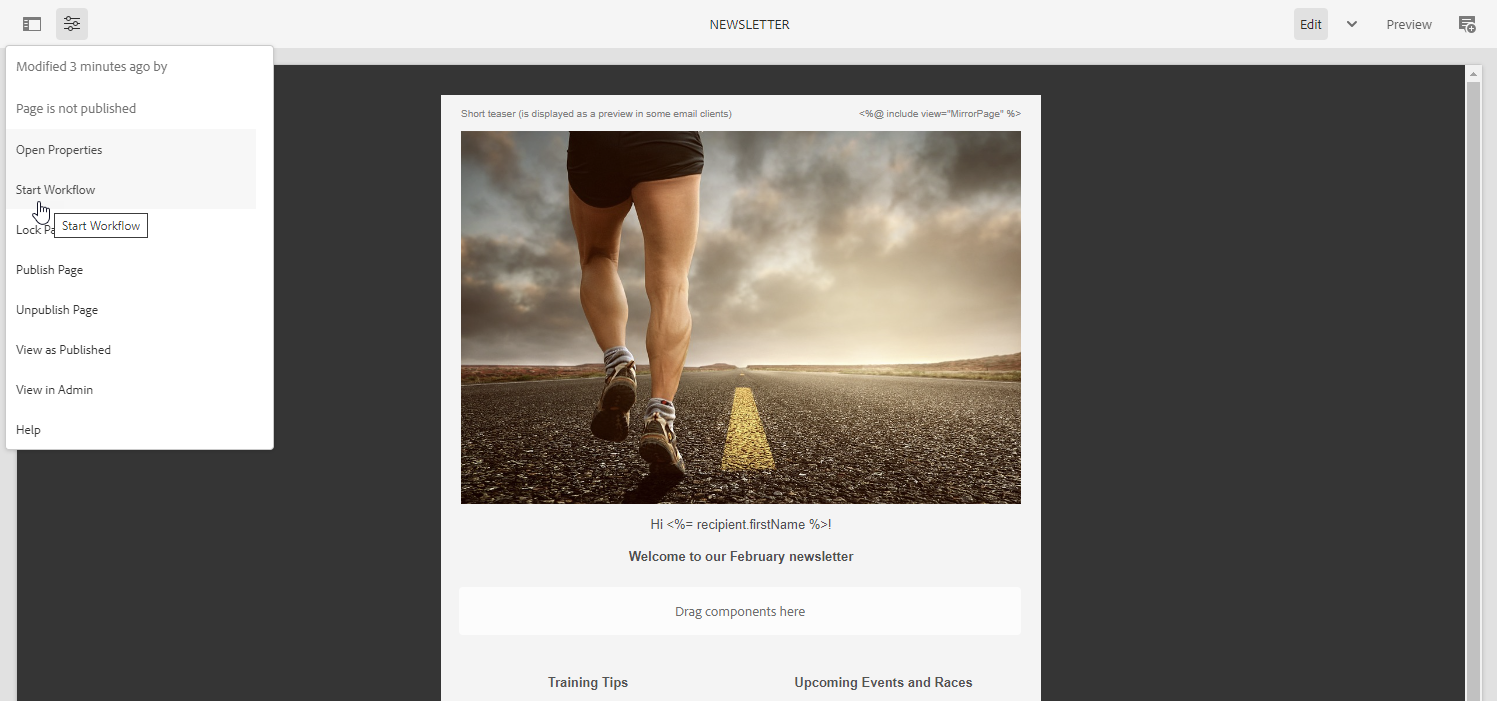 NEWSLETTER
Edit
Preview
Modified 3 minutes ago by
Page is not published
Open Properties
Start Workflow
Start Workflow
Lock
Publish Page
Unpublish Page
View as Published
View in Admin
Help
Short teaser (is displayed as a preview in some email clients)
<%@ include view="MirrorPage" %>
Hi <%= recipient.firstName %>!
Welcome to our February newsletter
Drag components here
Training Tips
Upcoming Events and Races